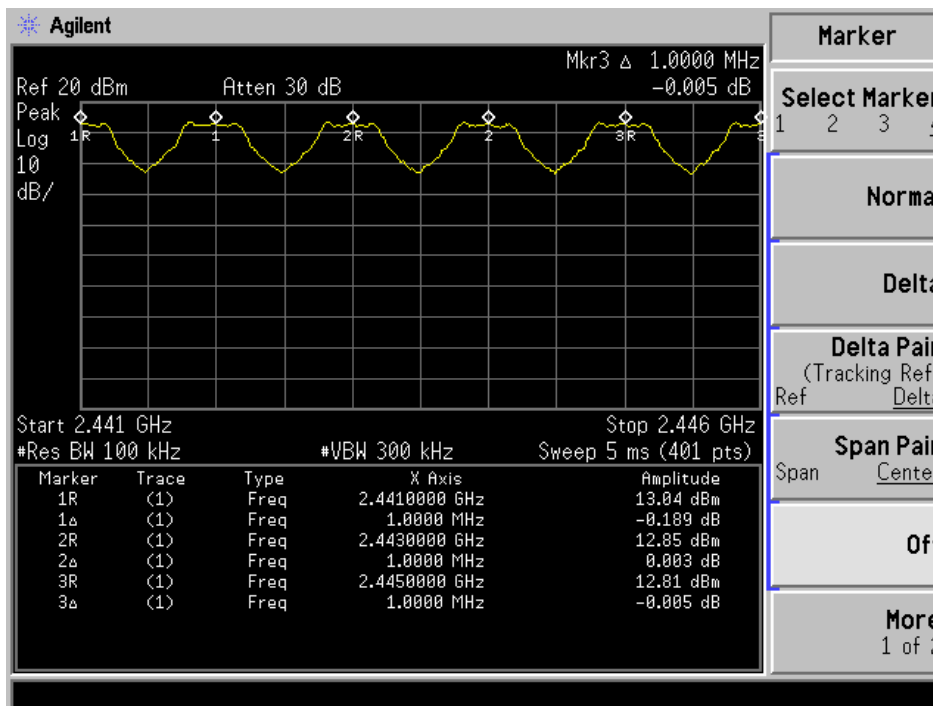 Agilent
Mkr3 Δ 1.0000 MHz
Ref 20 dBm Atten 30 dB -0.005 dB
Peak
Log
10
dB/
1R 1 2R 2 3R 3
Start 2.441 GHz Stop 2.446 GHz
#Res BW 100 kHz #VBW 300 kHz Sweep 5 ms (401 pts)
Marker Trace Type X Axis Amplitude
1R (1) Freq 2.4410000 GHz 13.04 dBm
1Δ (1) Freq 1.0000 MHz -0.189 dB
2R (1) Freq 2.4430000 GHz 12.85 dBm
2Δ (1) Freq 1.0000 MHz 0.003 dB
3R (1) Freq 2.4450000 GHz 12.81 dBm
3Δ (1) Freq 1.0000 MHz -0.005 dB
Marker
Select Marker
1 2 3
Norma
Delta
Delta Pair
(Tracking Ref
Ref Delta
Span Pair
Span Cente
Of
More
1 of